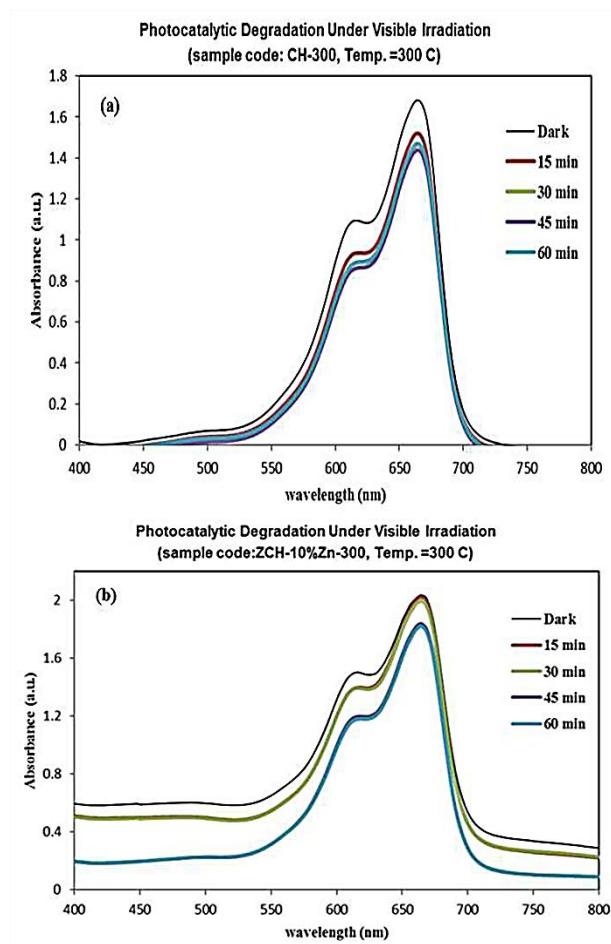 Photocatalytic Degradation Under Visible Irradiation
(sample code: CH-300, Temp. =300 C)
(a)
Absorbance (a.u.)
1.8
1.6
1.4
1.2
1
0.8
0.6
0.4
0.2
0
Dark
15 min
30 min
45 min
60 min
400 450 500 550 600 650 700 750 800
wavelength (nm)
Photocatalytic Degradation Under Visible Irradiation
(sample code:ZCH-10%Zn-300, Temp. =300 C)
(b)
Absorbance (a.u.)
2
1.6
1.2
0.8
0.4
0
Dark
15 min
30 min
45 min
60 min
400 450 500 550 600 650 700 750 800
wavelength (nm)